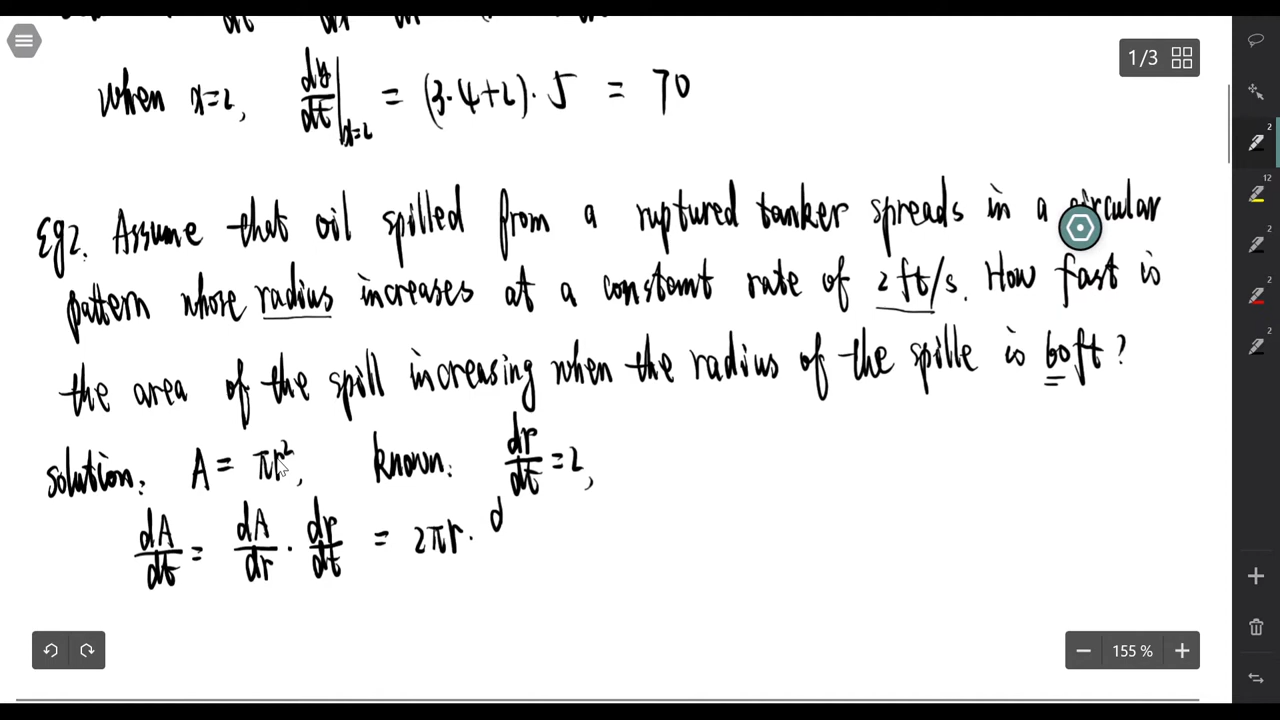 1/3
when x=2, dy/dt|x=2 = (3·4+2)·5 = 70
Eg2. Assume that oil spilled from a ruptured tanker spreads in a circular
pattern whose radius increases at a constant rate of 2ft/s. How fast is
the area of the spill increasing when the radius of the spille is 60ft?
solution: A = πr², known: dr/dt = 2,
dA/dt = dA/dr · dr/dt = 2πr · d
155 %